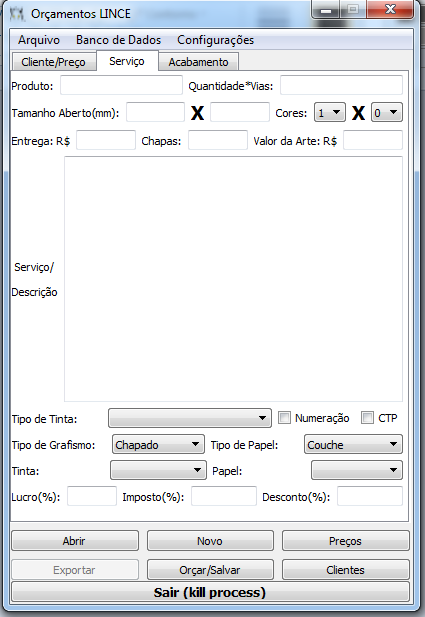 Orçamentos LINCE
Arquivo Banco de Dados Configurações
Cliente/Preço Serviço Acabamento
Produto: Quantidade*Vias:
Tamanho Aberto(mm): X Cores: 1 X 0
Entrega: R$ Chapas: Valor da Arte: R$
Serviço/
Descrição
Tipo de Tinta: Numeração CTP
Tipo de Grafismo: Chapado Tipo de Papel: Couche
Tinta: Papel:
Lucro(%): Imposto(%): Desconto(%):
Abrir Novo Preços
Exportar Orçar/Salvar Clientes
Sair (kill process)